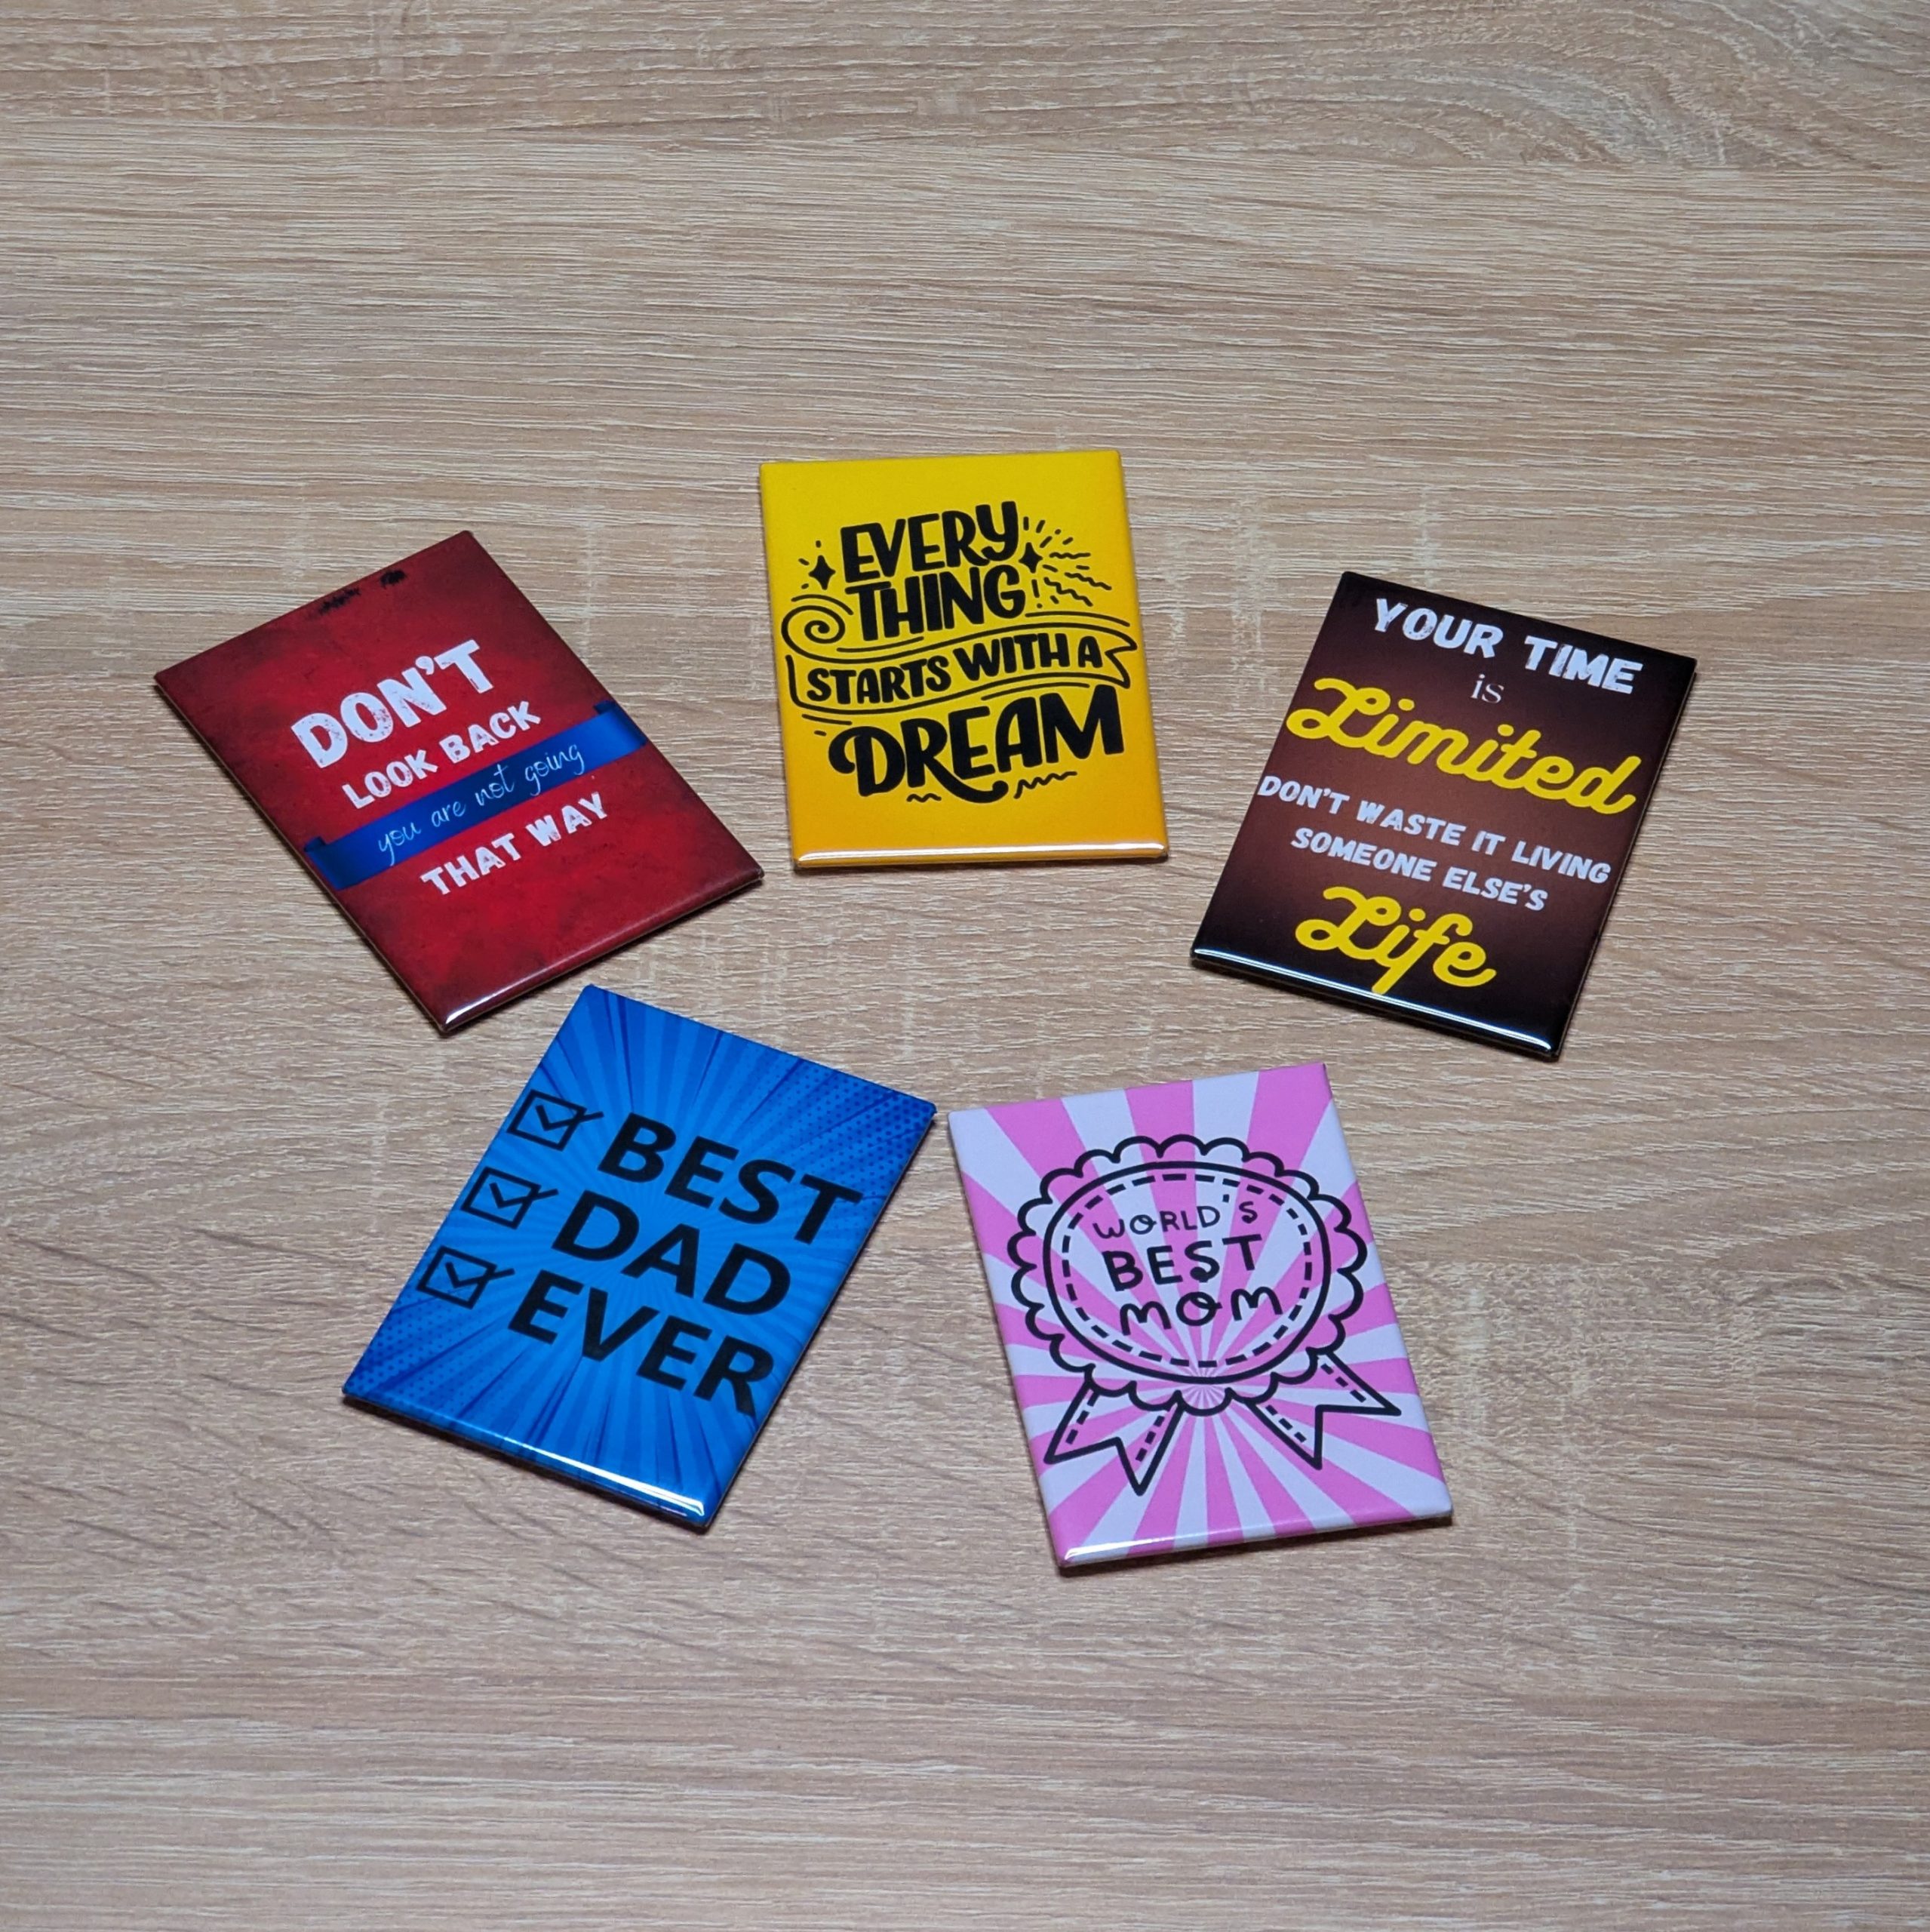 DON'T
LOOK BACK
you are not going
THAT WAY
EVERY
THING
STARTS WITH A
DREAM
YOUR TIME
is
Limited
DON'T WASTE IT LIVING
SOMEONE ELSE'S
Life
BEST
DAD
EVER
WORLD'S
BEST
MOM